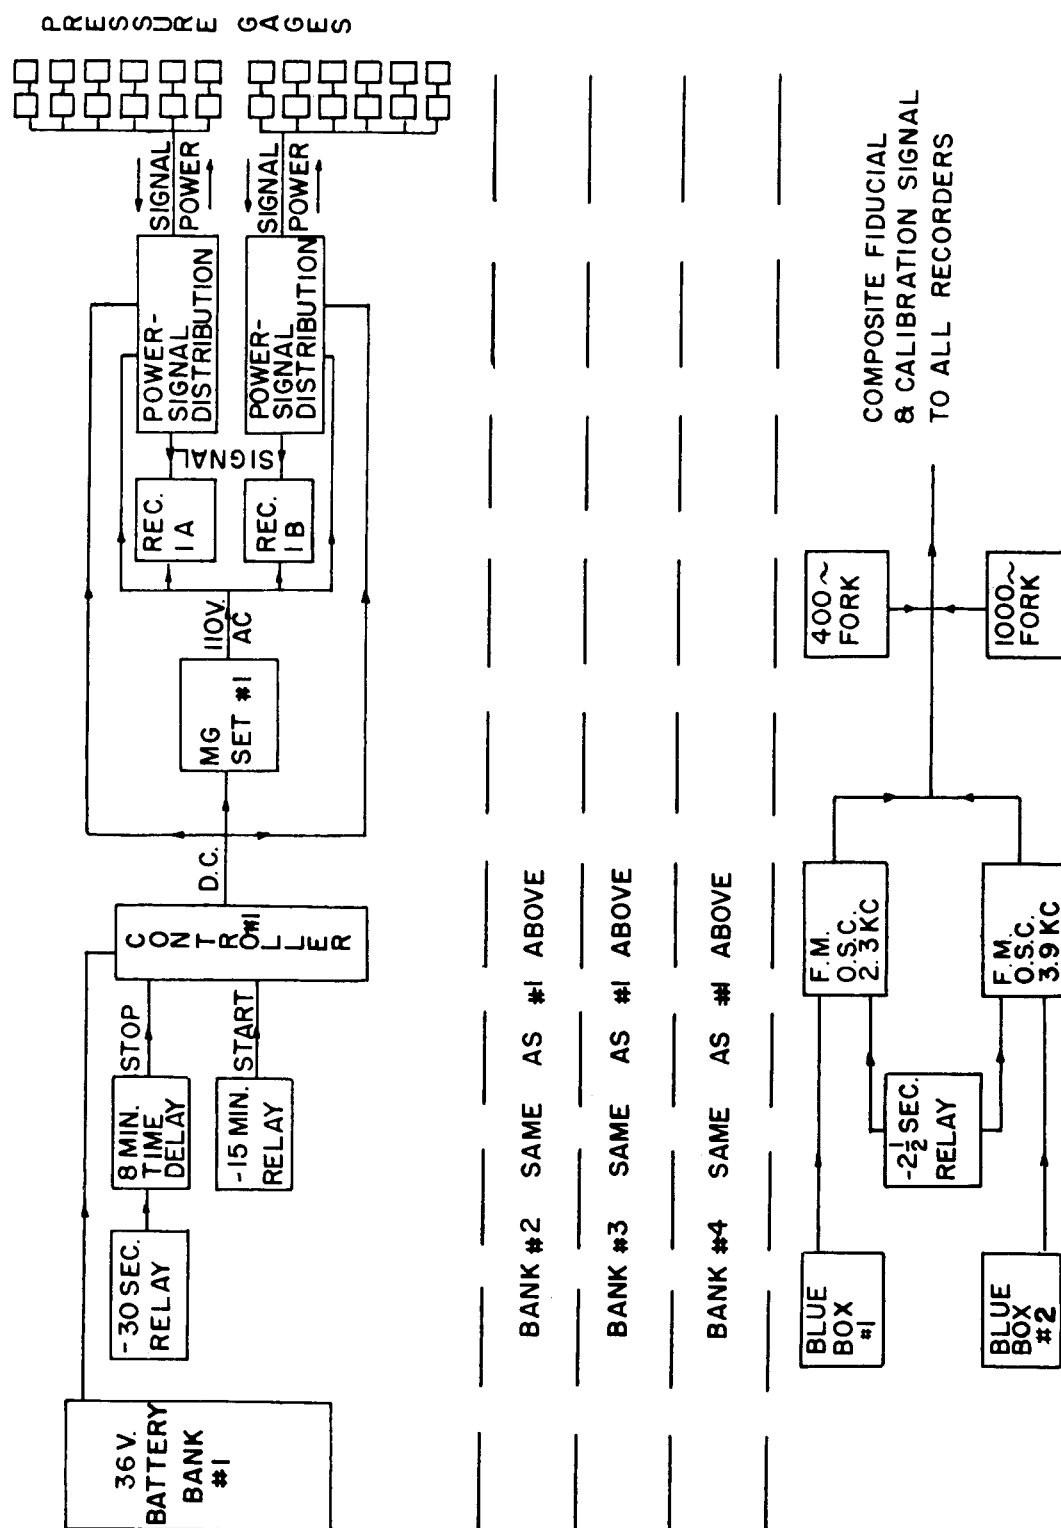 36V.
BATTERY
BANK
#1
-30 SEC.
RELAY
8 MIN.
TIME
DELAY
STOP
-15 MIN.
RELAY
START
CONTROLLER
#1
D.C.
MG
SET #1
110V.
AC
REC.
1A
REC.
1B
SIGNAL
POWER-
SIGNAL
DISTRIBUTION
POWER-
SIGNAL
DISTRIBUTION
SIGNAL
POWER
SIGNAL
POWER
PRESSURE GAGES
BANK #2 SAME AS #1 ABOVE
BANK #3 SAME AS #1 ABOVE
BANK #4 SAME AS #1 ABOVE
BLUE
BOX
#1
BLUE
BOX
#2
-2½ SEC.
RELAY
F.M.
O.S.C.
2.3 KC
F.M.
O.S.C.
3.9 KC
400~
FORK
1000~
FORK
COMPOSITE FIDUCIAL
& CALIBRATION SIGNAL
TO ALL RECORDERS